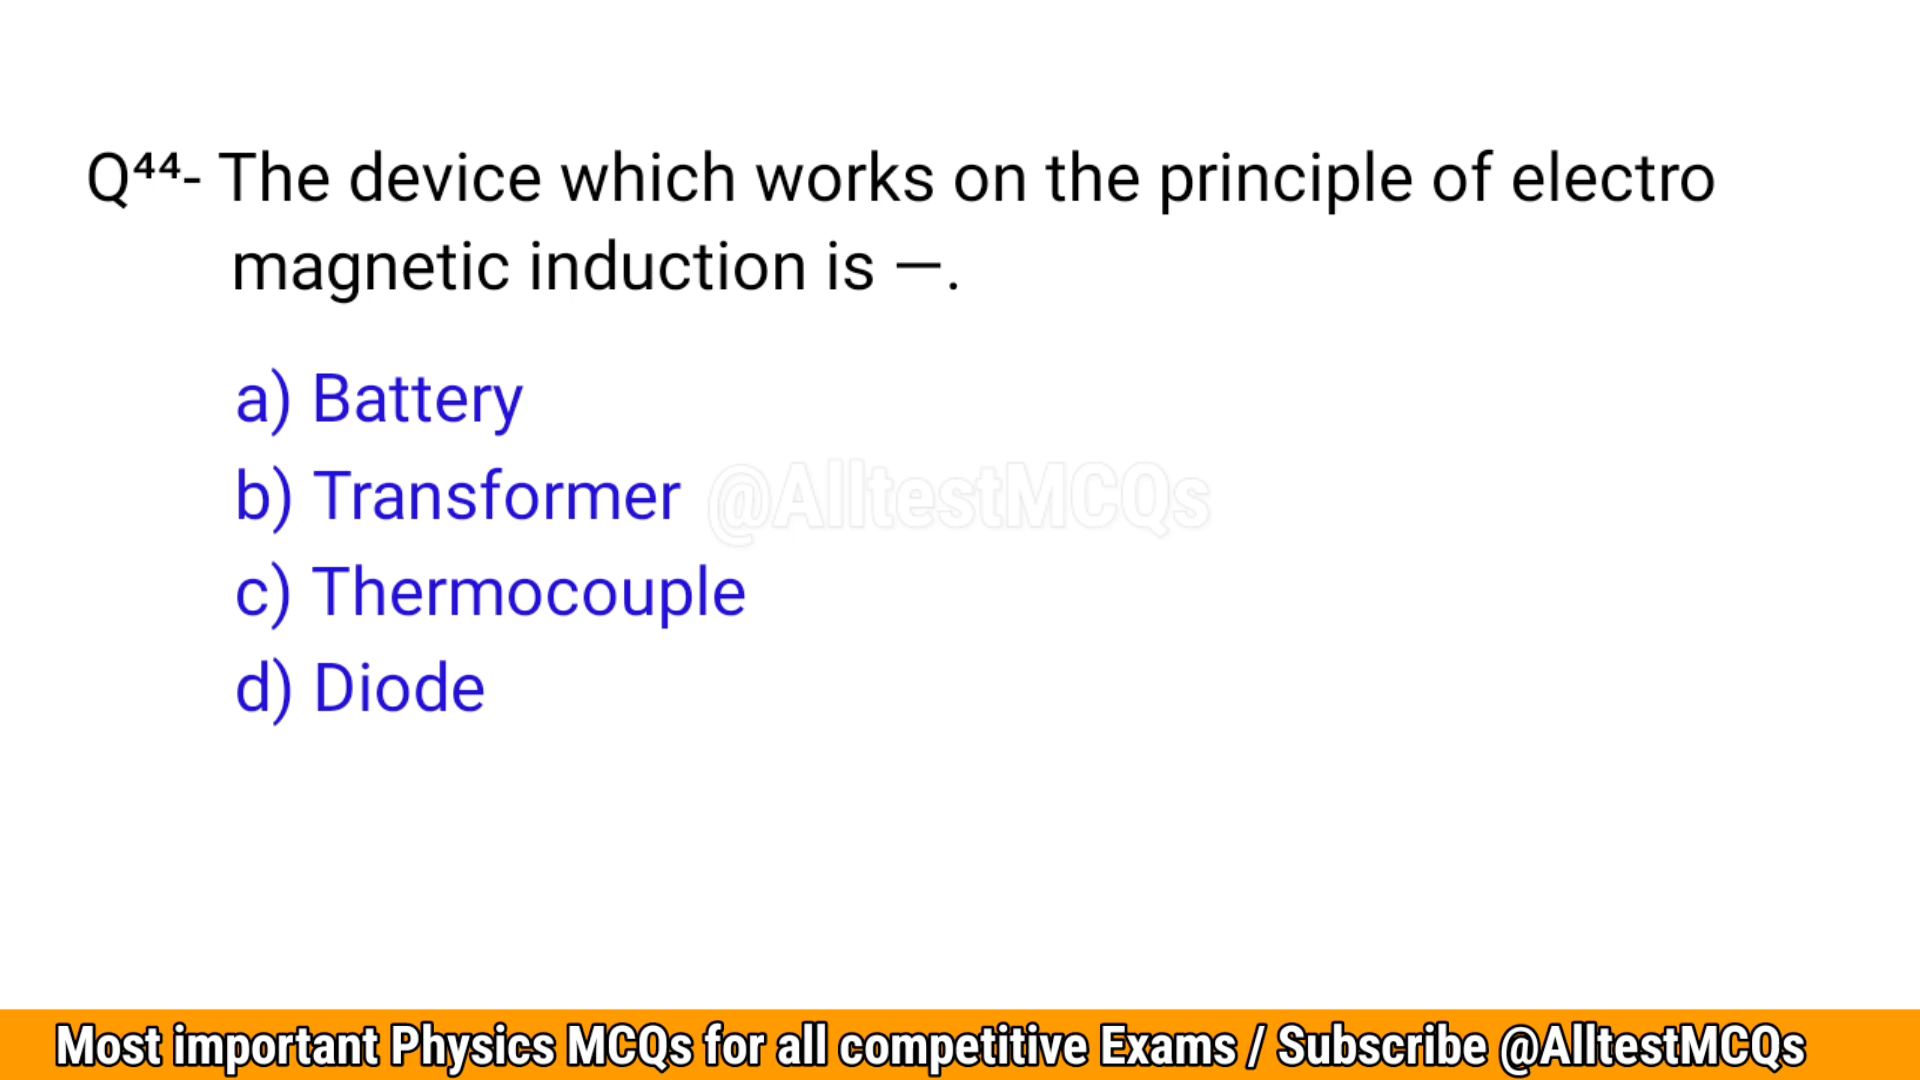 Q⁴⁴- The device which works on the principle of electro
magnetic induction is —.
a) Battery
b) Transformer
@AlltestMCQs
c) Thermocouple
d) Diode
Most important Physics MCQs for all competitive Exams / Subscribe @AlltestMCQs